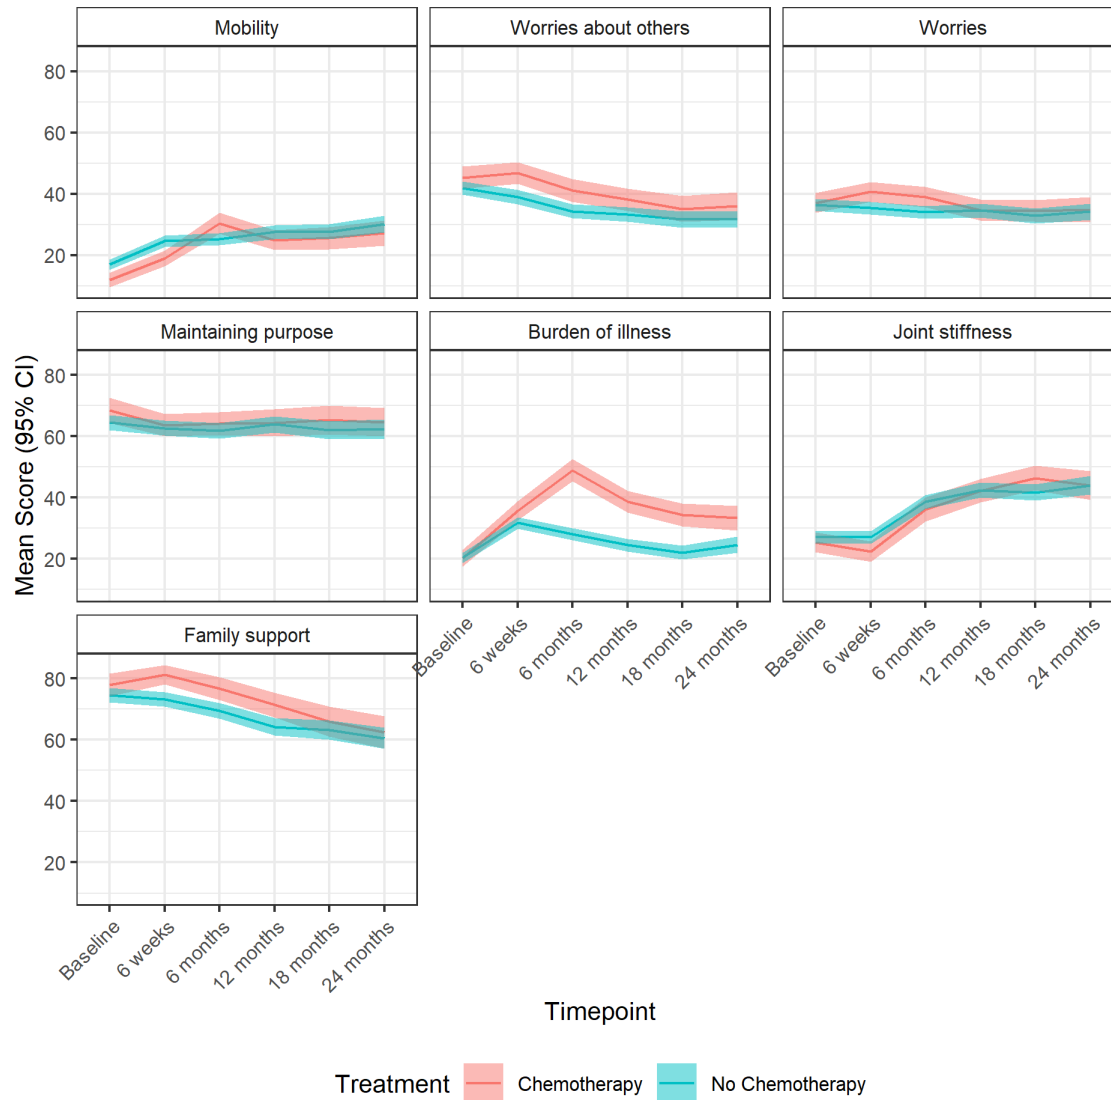 Mobility
Worries about others
Worries
80
60
40
20
Maintaining purpose
Burden of illness
Joint stiffness
80
60
40
20
Family support
80
60
40
20
Mean Score (95% CI)
Baseline
6 weeks
6 months
12 months
18 months
24 months
Baseline
6 weeks
6 months
12 months
18 months
24 months
Baseline
6 weeks
6 months
12 months
18 months
24 months
Timepoint
Treatment Chemotherapy No Chemotherapy